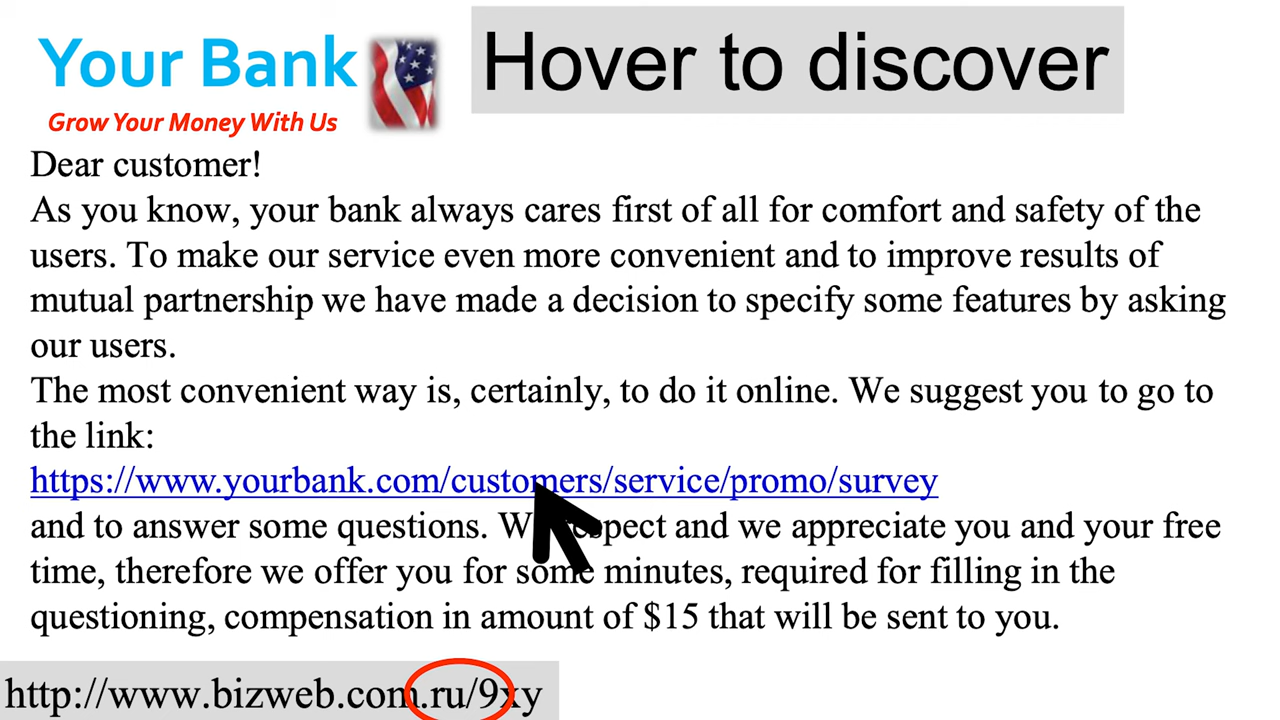 Your Bank
Grow Your Money With Us
Hover to discover
Dear customer!
As you know, your bank always cares first of all for comfort and safety of the
users. To make our service even more convenient and to improve results of
mutual partnership we have made a decision to specify some features by asking
our users.
The most convenient way is, certainly, to do it online. We suggest you to go to
the link:
https://www.yourbank.com/customers/service/promo/survey
and to answer some questions. We respect and we appreciate you and your free
time, therefore we offer you for some minutes, required for filling in the
questioning, compensation in amount of $15 that will be sent to you.
http://www.bizweb.com.ru/9xy